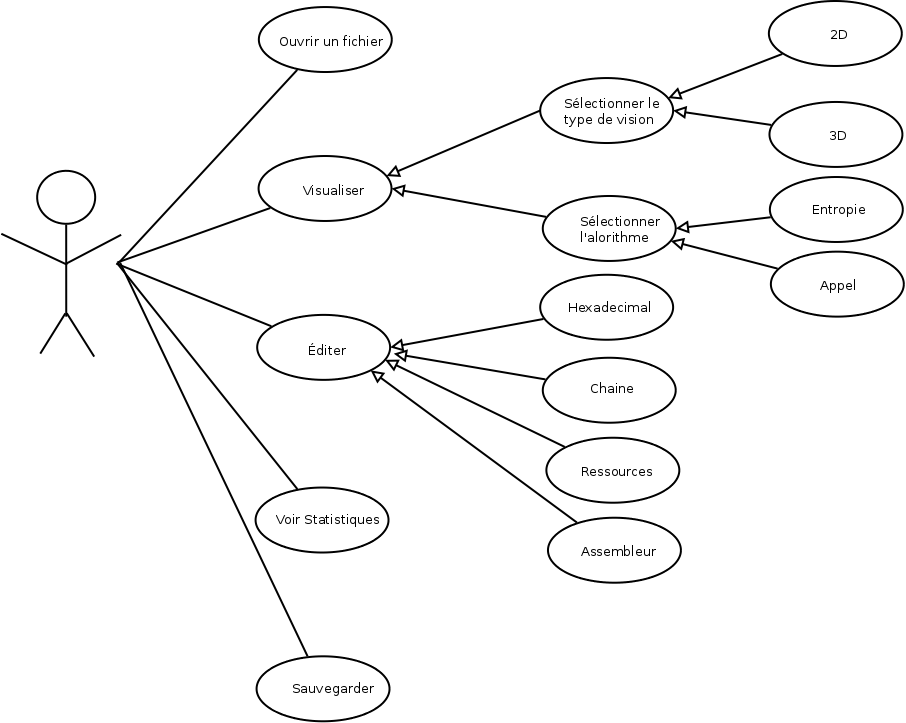 Ouvrir un fichier
2D
Sélectionner le
type de vision
3D
Visualiser
Entropie
Sélectionner
l'alorithme
Appel
Hexadecimal
Éditer
Chaine
Ressources
Voir Statistiques
Assembleur
Sauvegarder